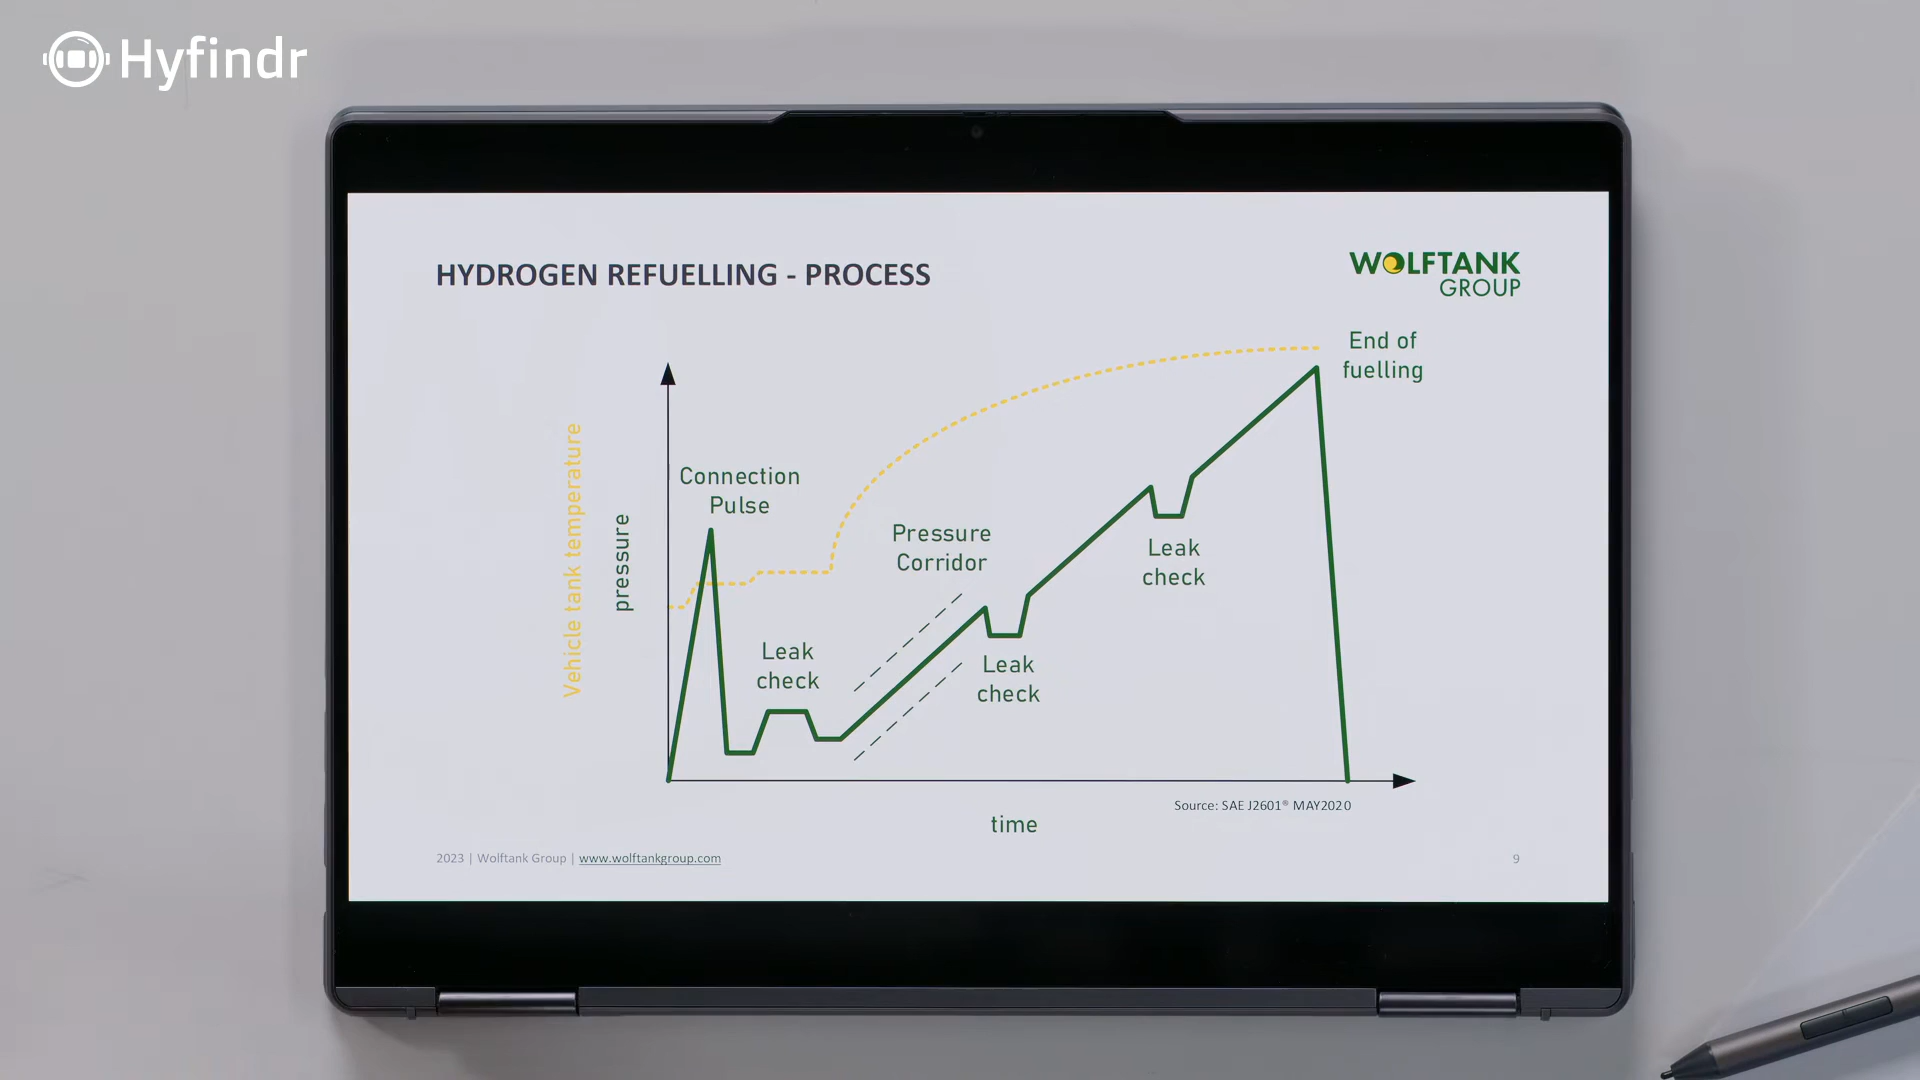 Hyfindr
HYDROGEN REFUELLING - PROCESS
WOLFTANK
GROUP
End of
fuelling
Connection
Pulse
Vehicle tank temperature
pressure
Pressure
Corridor
Leak
check
Leak
check
Leak
check
Source: SAE J2601® MAY2020
time
2023 | Wolftank Group | www.wolftankgroup.com
9